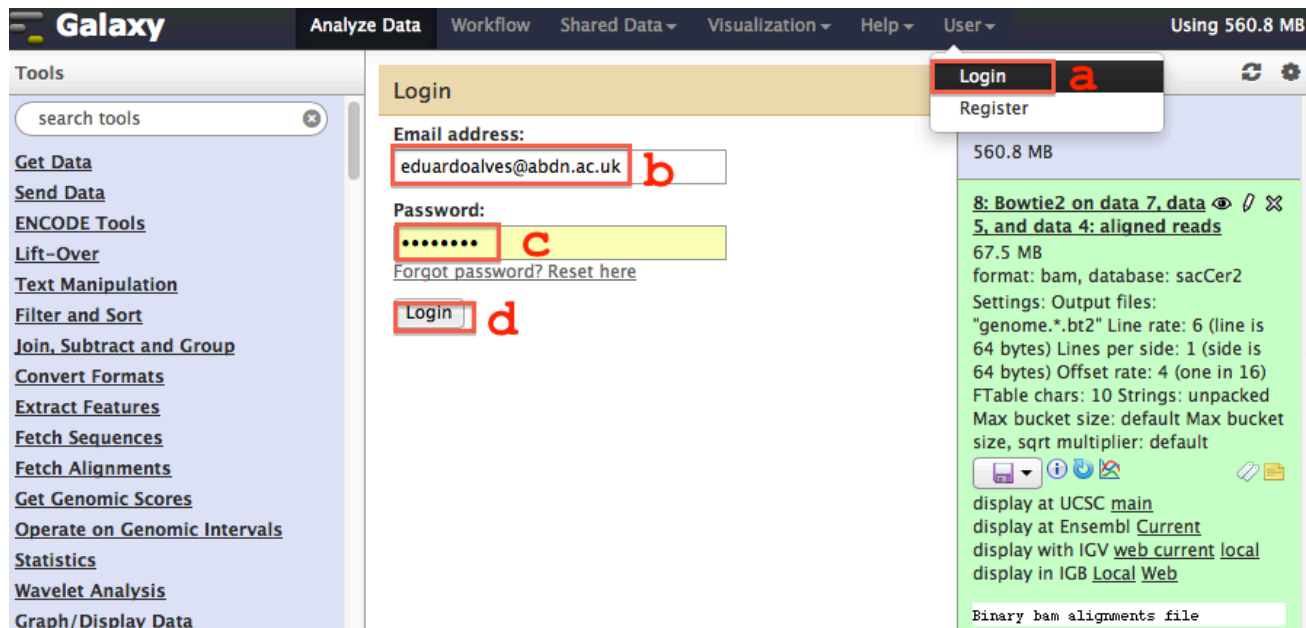 Galaxy
Analyze Data Workflow Shared Data Visualization Help User Using 560.8 MB
Tools
search tools
Get Data
Send Data
ENCODE Tools
Lift-Over
Text Manipulation
Filter and Sort
Join, Subtract and Group
Convert Formats
Extract Features
Fetch Sequences
Fetch Alignments
Get Genomic Scores
Operate on Genomic Intervals
Statistics
Wavelet Analysis
Graph/Display Data
Login
Email address:
eduardoalves@abdn.ac.uk b
Password:
•••••••• c
Forgot password? Reset here
Login d
Login a
Register
560.8 MB
8: Bowtie2 on data 7, data
5, and data 4: aligned reads
67.5 MB
format: bam, database: sacCer2
Settings: Output files:
"genome.*.bt2" Line rate: 6 (line is
64 bytes) Lines per side: 1 (side is
64 bytes) Offset rate: 4 (one in 16)
FTable chars: 10 Strings: unpacked
Max bucket size: default Max bucket
size, sqrt multiplier: default
display at UCSC main
display at Ensembl Current
display with IGV web current local
display in IGB Local Web
Binary bam alignments file